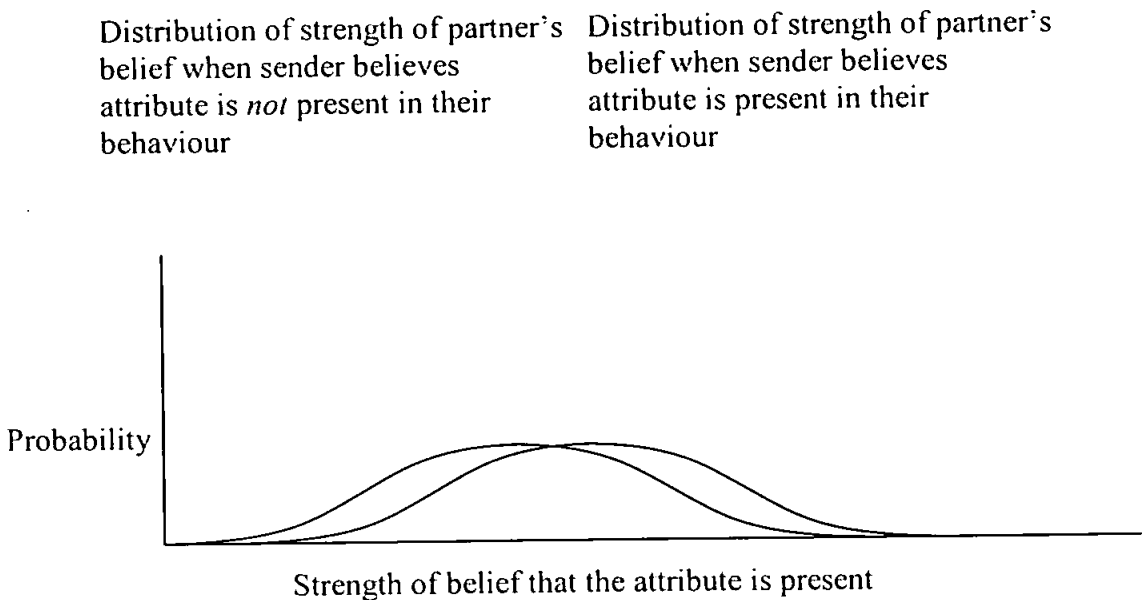 Distribution of strength of partner's
belief when sender believes
attribute is not present in their
behaviour
Distribution of strength of partner's
belief when sender believes
attribute is present in their
behaviour
Probability
Strength of belief that the attribute is present